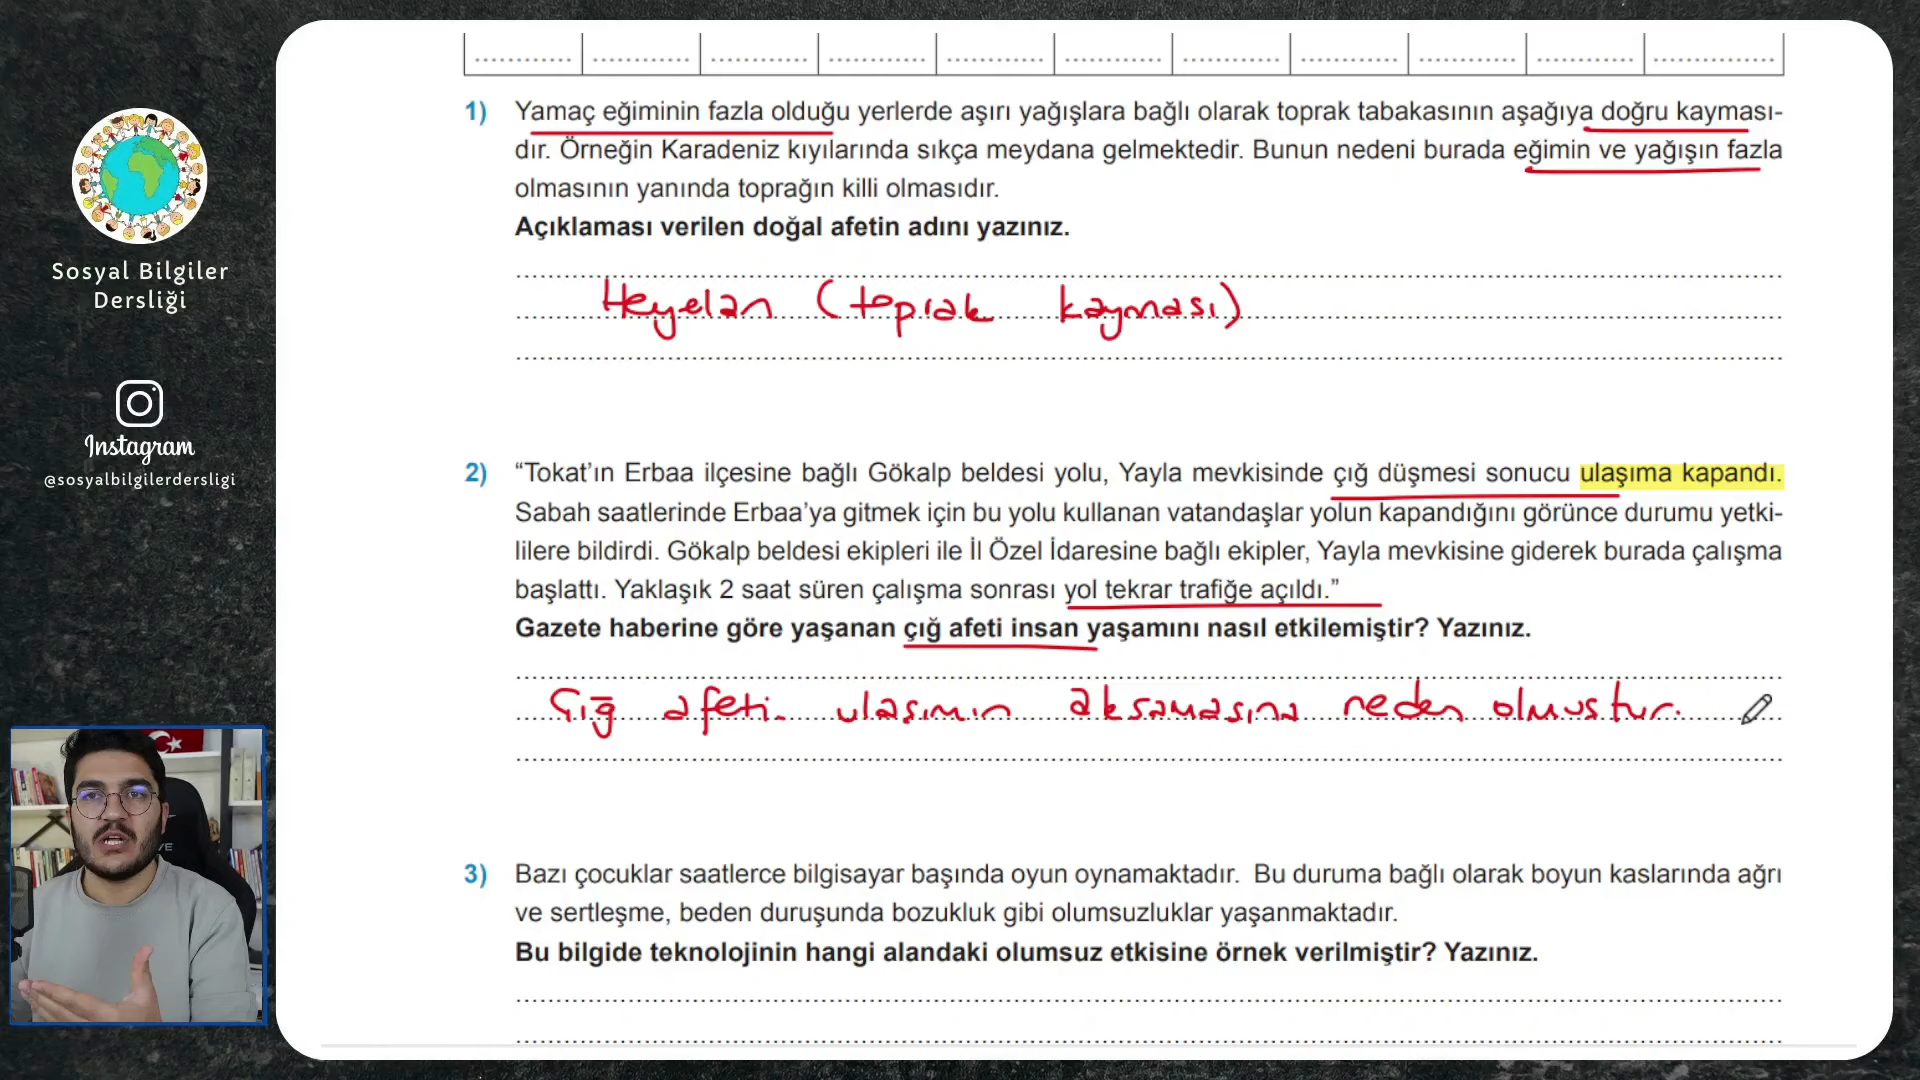 Sosyal Bilgiler
Dersliği
Instagram
@sosyalbilgilerdersligi
1) Yamaç eğiminin fazla olduğu yerlerde aşırı yağışlara bağlı olarak toprak tabakasının aşağıya doğru kayması-
dır. Örneğin Karadeniz kıyılarında sıkça meydana gelmektedir. Bunun nedeni burada eğimin ve yağışın fazla
olmasının yanında toprağın killi olmasıdır.
Açıklaması verilen doğal afetin adını yazınız.
Heyelan (toprak kayması)
2) “Tokat’ın Erbaa ilçesine bağlı Gökalp beldesi yolu, Yayla mevkisinde çığ düşmesi sonucu ulaşıma kapandı.
Sabah saatlerinde Erbaa’ya gitmek için bu yolu kullanan vatandaşlar yolun kapandığını görünce durumu yetki-
lilere bildirdi. Gökalp beldesi ekipleri ile İl Özel İdaresine bağlı ekipler, Yayla mevkisine giderek burada çalışma
başlattı. Yaklaşık 2 saat süren çalışma sonrası yol tekrar trafiğe açıldı.”
Gazete haberine göre yaşanan çığ afeti insan yaşamını nasıl etkilemiştir? Yazınız.
Çığ afeti ulaşımın aksamasına neden olmuştur.
3) Bazı çocuklar saatlerce bilgisayar başında oyun oynamaktadır. Bu duruma bağlı olarak boyun kaslarında ağrı
ve sertleşme, beden duruşunda bozukluk gibi olumsuzluklar yaşanmaktadır.
Bu bilgide teknolojinin hangi alandaki olumsuz etkisine örnek verilmiştir? Yazınız.